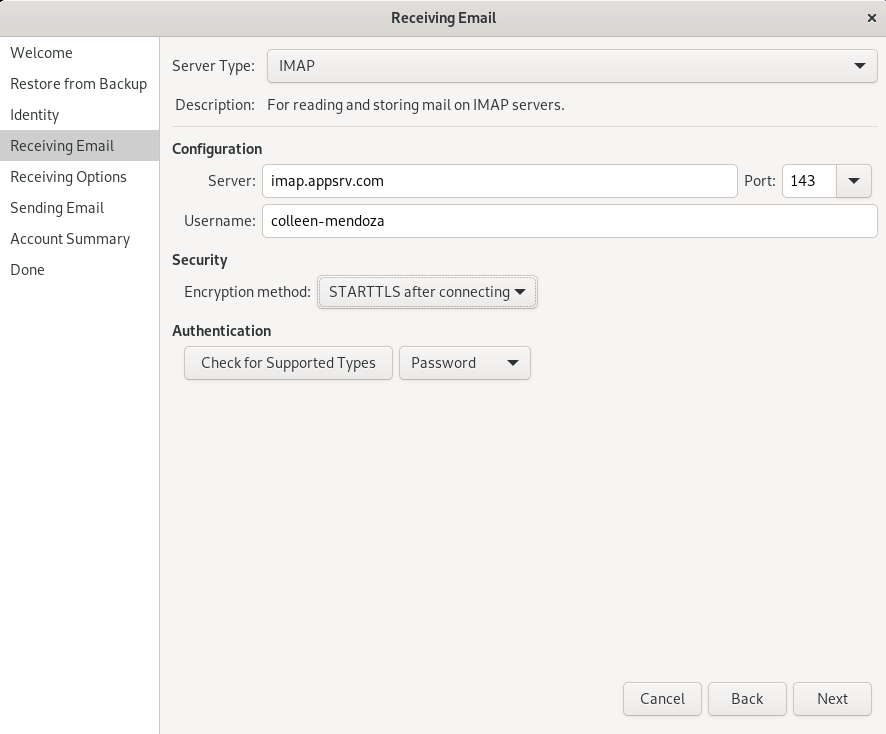 Receiving Email
Welcome
Restore from Backup
Identity
Receiving Email
Receiving Options
Sending Email
Account Summary
Done
Server Type: IMAP
Description: For reading and storing mail on IMAP servers.
Configuration
Server: imap.appsrv.com Port: 143
Username: colleen-mendoza
Security
Encryption method: STARTTLS after connecting
Authentication
Check for Supported Types Password
Cancel Back Next